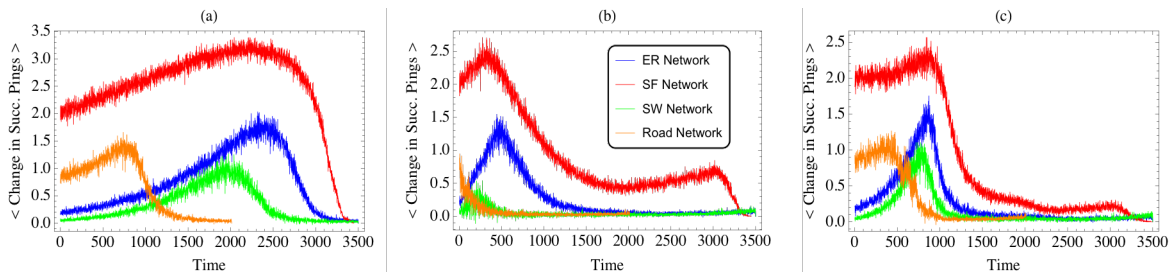 (a)
(b)
(c)
< Change in Succ. Pings >
3.5
3.0
2.5
2.0
1.5
1.0
0.5
0.0
0 500 1000 1500 2000 2500 3000 3500
Time
< Change in Succ. Pings >
2.5
2.0
1.5
1.0
0.5
0.0
ER Network
SF Network
SW Network
Road Network
0 500 1000 1500 2000 2500 3000 3500
Time
< Change in Succ. Pings >
2.5
2.0
1.5
1.0
0.5
0.0
0 500 1000 1500 2000 2500 3000 3500
Time